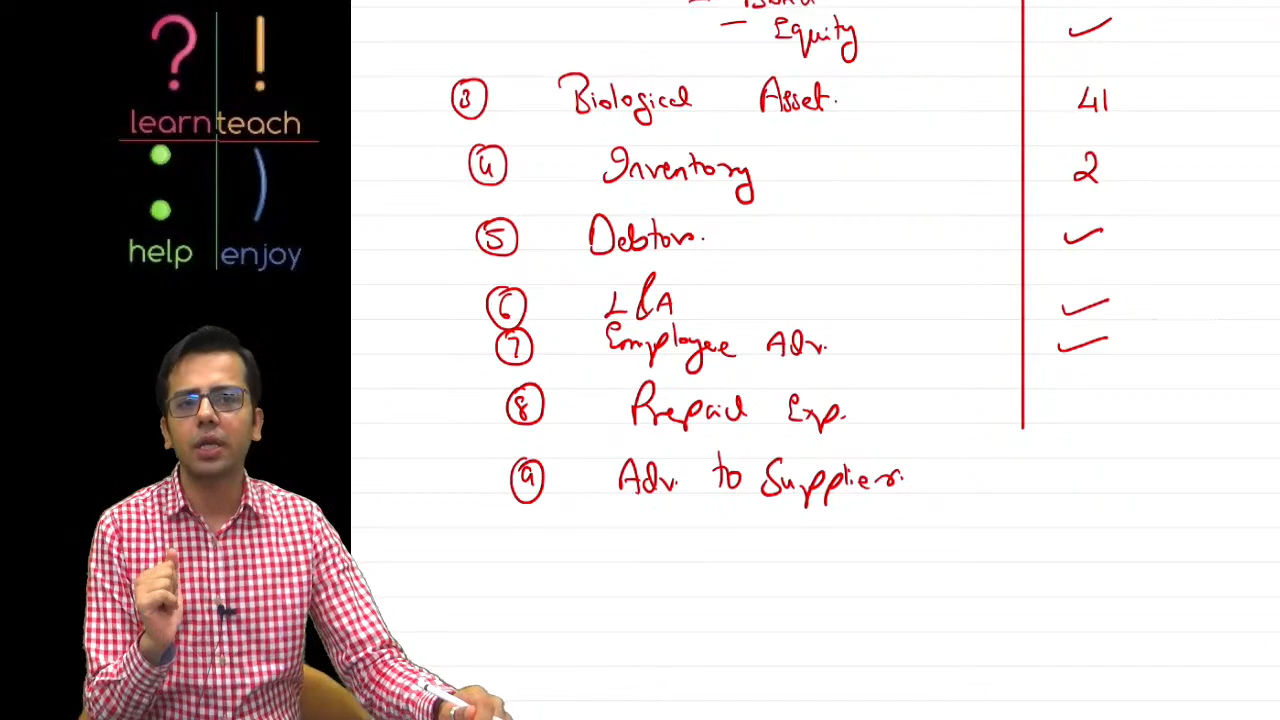 ? !
learn teach
: )
help enjoy
– Equity ✓
③ Biological Asset. 41
④ Inventory 2
⑤ Debtors. ✓
⑥ L&A ✓
⑦ Employee Adv. ✓
⑧ Prepaid Exp.
⑨ Adv. to Supplier.